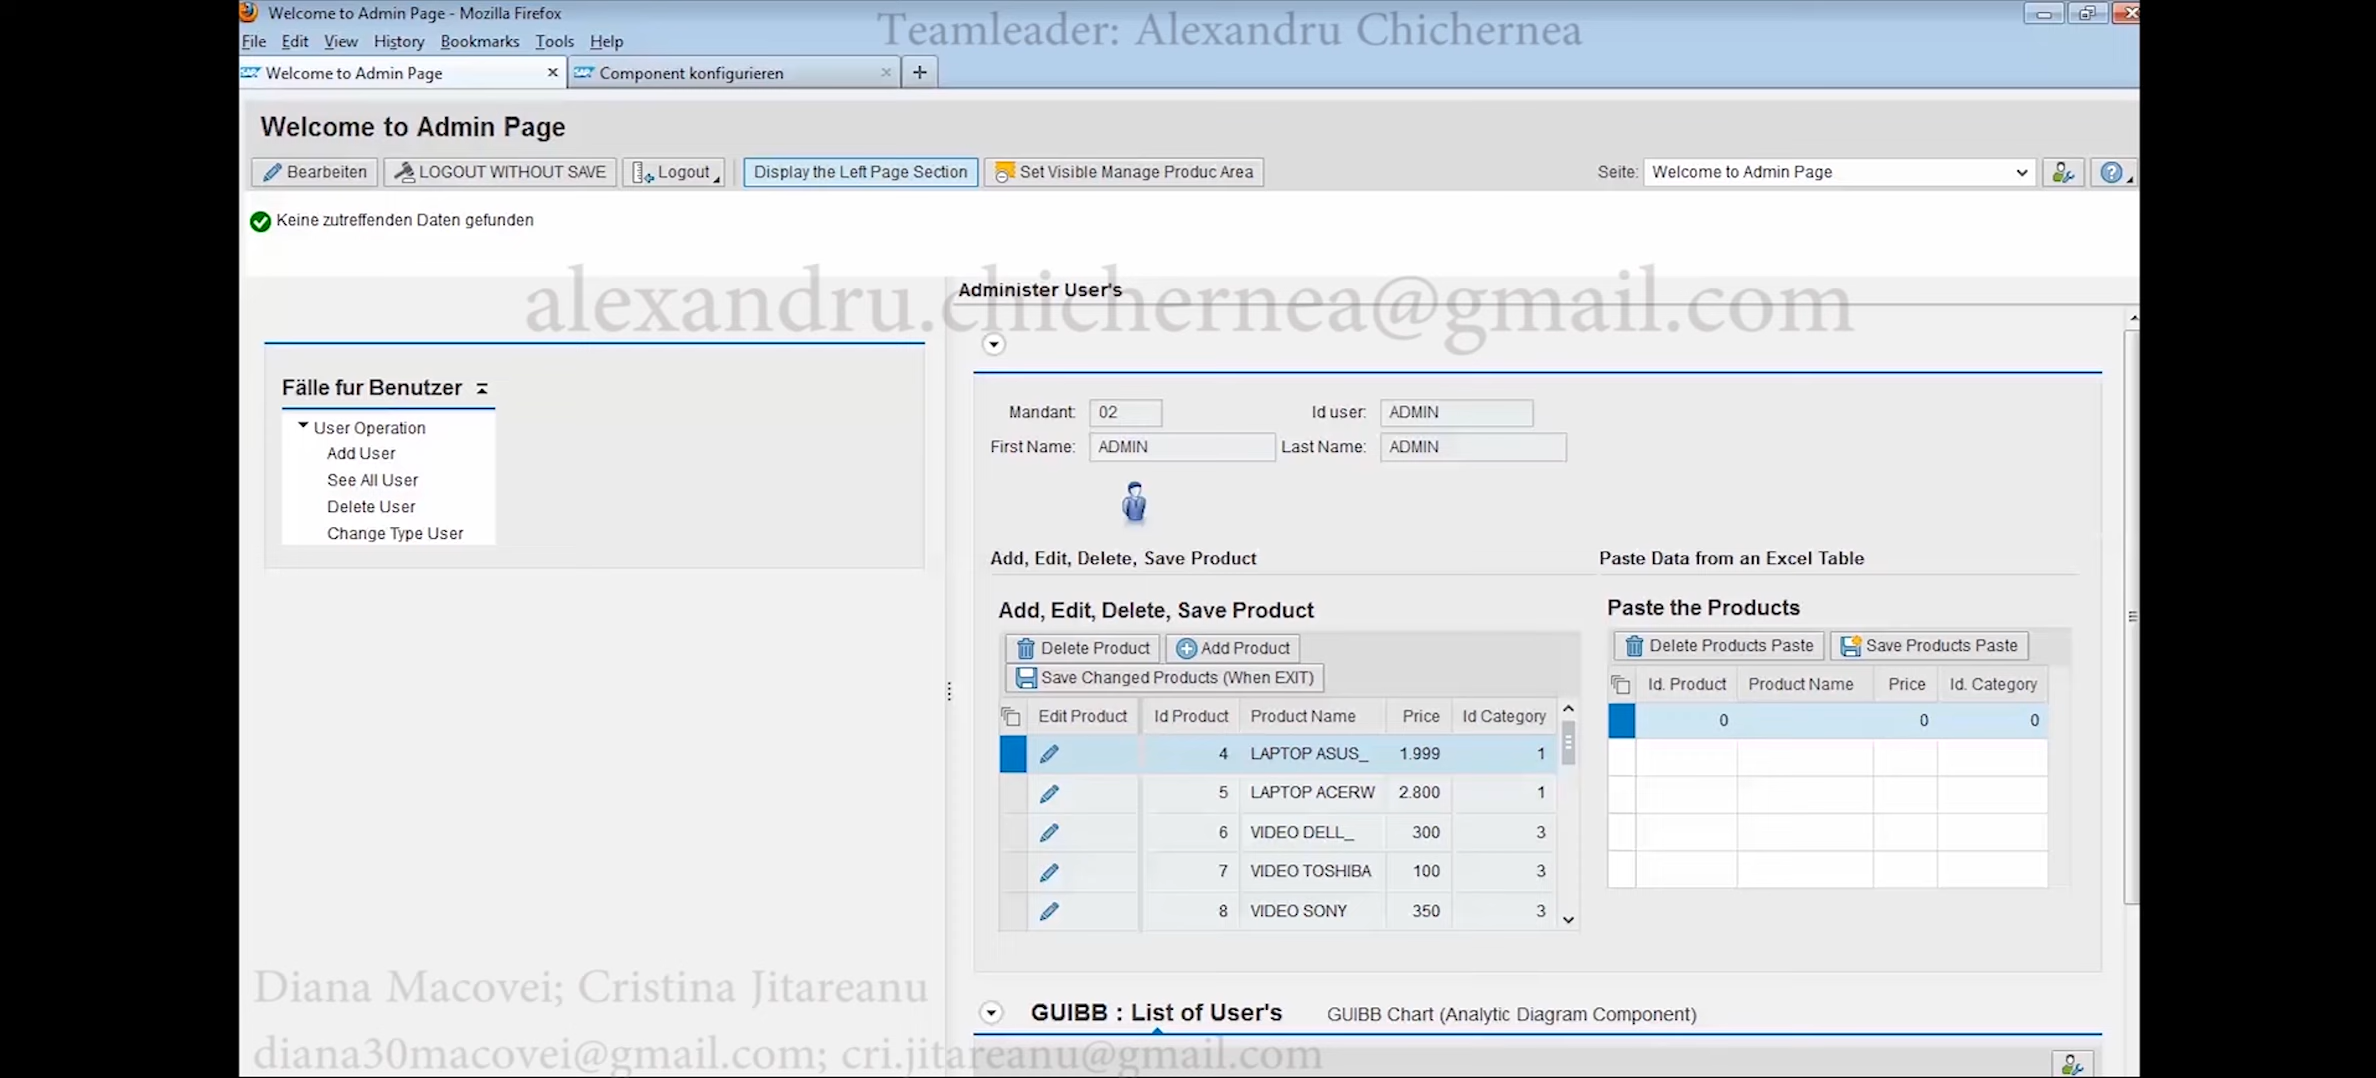 Welcome to Admin Page - Mozilla Firefox
Teamleader: Alexandru Chichernea
File Edit View History Bookmarks Tools Help
Welcome to Admin Page Component konfigurieren
Welcome to Admin Page
Bearbeiten LOGOUT WITHOUT SAVE Logout Display the Left Page Section Set Visible Manage Produc Area Seite: Welcome to Admin Page
Keine zutreffenden Daten gefunden
Administer User's
alexandru.chichernea@gmail.com
Fälle fur Benutzer
User Operation
Add User
See All User
Delete User
Change Type User
Mandant: 02 Id user: ADMIN
First Name: ADMIN Last Name: ADMIN
Add, Edit, Delete, Save Product
Paste Data from an Excel Table
Add, Edit, Delete, Save Product
Delete Product Add Product
Save Changed Products (When EXIT)
Edit Product Id Product Product Name Price Id Category
4 LAPTOP ASUS_ 1.999 1
5 LAPTOP ACERW 2.800 1
6 VIDEO DELL_ 300 3
7 VIDEO TOSHIBA 100 3
8 VIDEO SONY 350 3
Paste the Products
Delete Products Paste Save Products Paste
Id. Product Product Name Price Id. Category
0 0 0
Diana Macovei; Cristina Jitareanu
GUIBB : List of User's GUIBB Chart (Analytic Diagram Component)
diana30macovei@gmail.com; cri.jitareanu@gmail.com